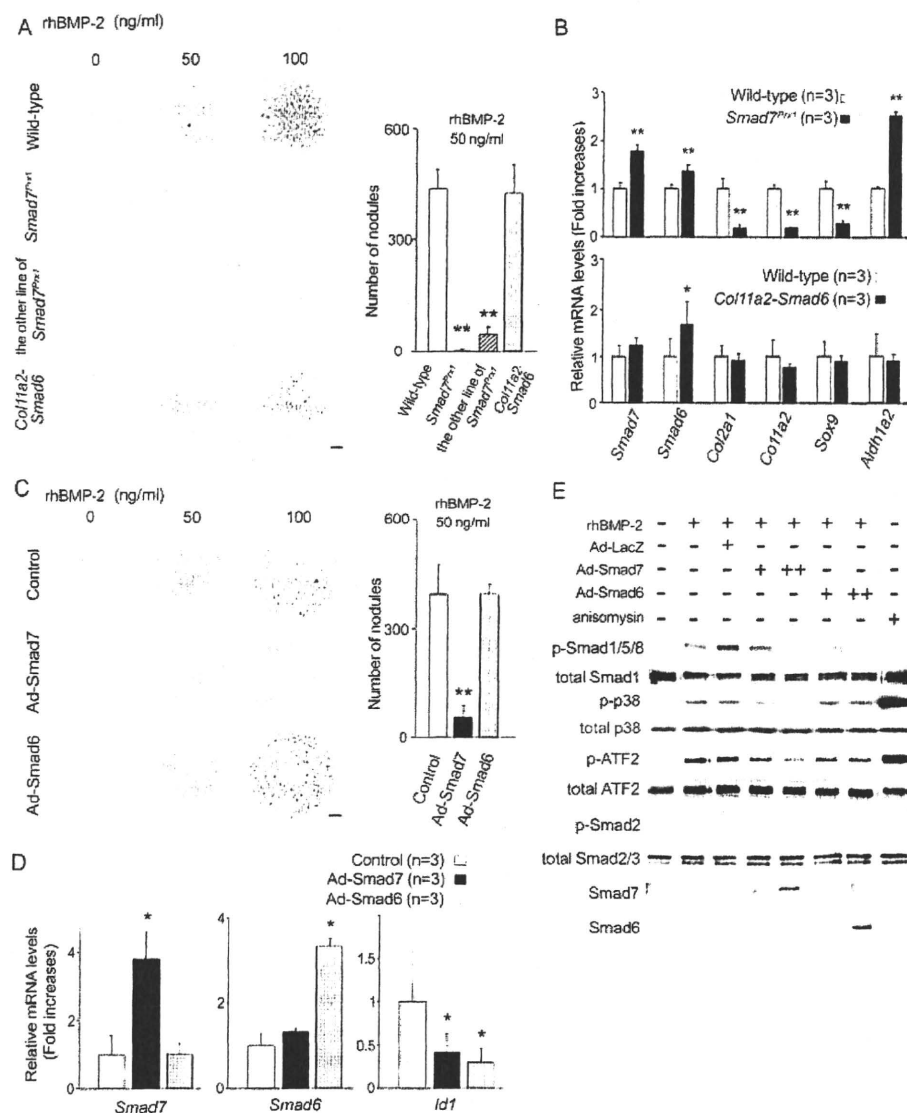 A
rhBMP-2 (ng/ml)
0 50 100
Wild-type
Smad7Prx1
the other line of
Smad7Prx1
Col11a2-
Smad6
rhBMP-2
50 ng/ml
Number of nodules
600
300
0
** **
Wild-type
Smad7Prx1
the other line of
Smad7Prx1
Col11a2-
Smad6
B
Relative mRNA levels (Fold increases)
Wild-type (n=3)
Smad7Prx1 (n=3)
3
2
1
0
** ** ** ** ** **
Wild-type (n=3)
Col11a2-Smad6 (n=3)
3
2
1
0
*
Smad7
Smad6
Col2a1
Co11a2
Sox9
Aldh1a2
C
rhBMP-2 (ng/ml)
0 50 100
Control
Ad-Smad7
Ad-Smad6
rhBMP-2
50 ng/ml
Number of nodules
600
300
0
**
Control
Ad-Smad7
Ad-Smad6
D
Control (n=3)
Ad-Smad7 (n=3)
Ad-Smad6 (n=3)
Relative mRNA levels
(Fold increases)
4
2
0
*
Smad7
4
2
0
*
Smad6
1.5
1
0.5
0
* *
Id1
E
rhBMP-2 - + + + + + + -
Ad-LacZ - - + - - - - -
Ad-Smad7 - - - + ++ - - -
Ad-Smad6 - - - - - + ++ -
anisomysin - - - - - - - +
p-Smad1/5/8
total Smad1
p-p38
total p38
p-ATF2
total ATF2
p-Smad2
total Smad2/3
Smad7
Smad6